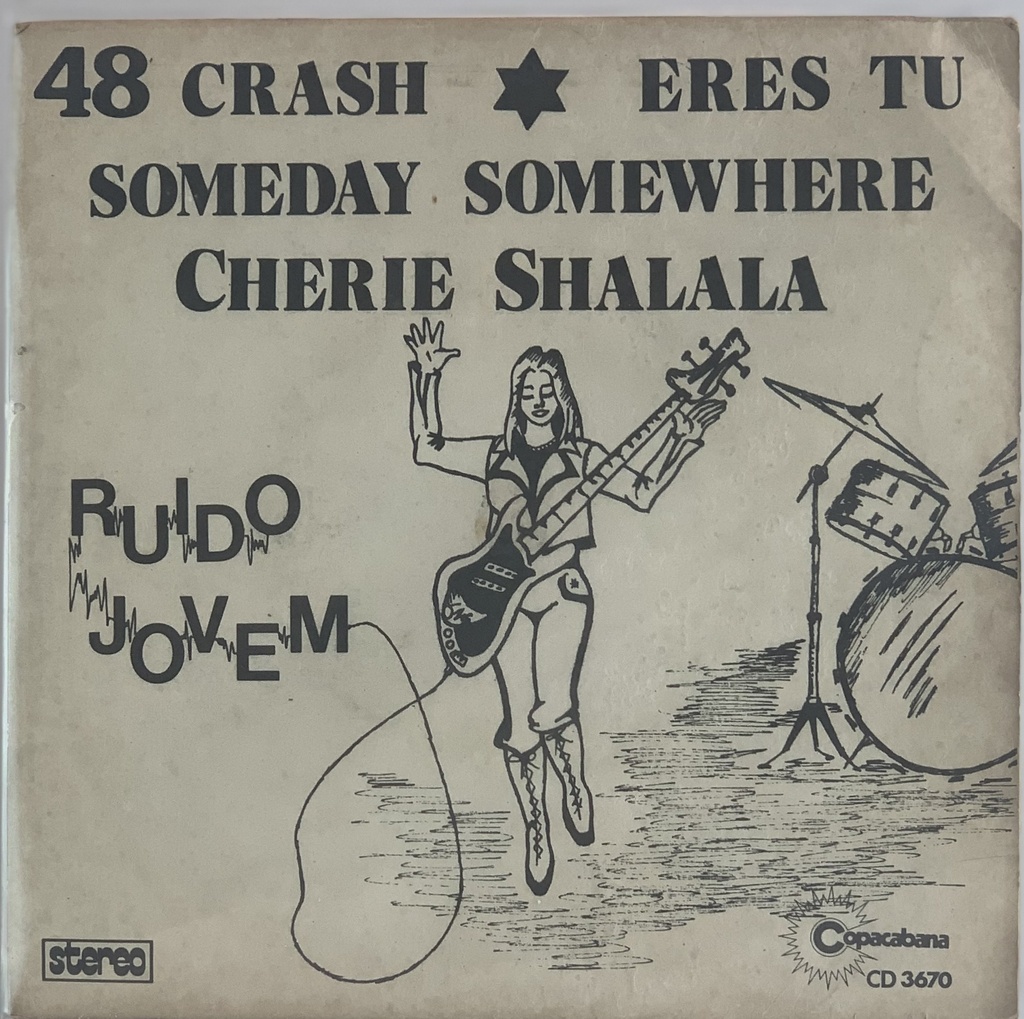 48 CRASH ERES TU
SOMEDAY SOMEWHERE
CHERIE SHALALA
RUIDO
JOVEM
stereo
Copacabana
CD 3670